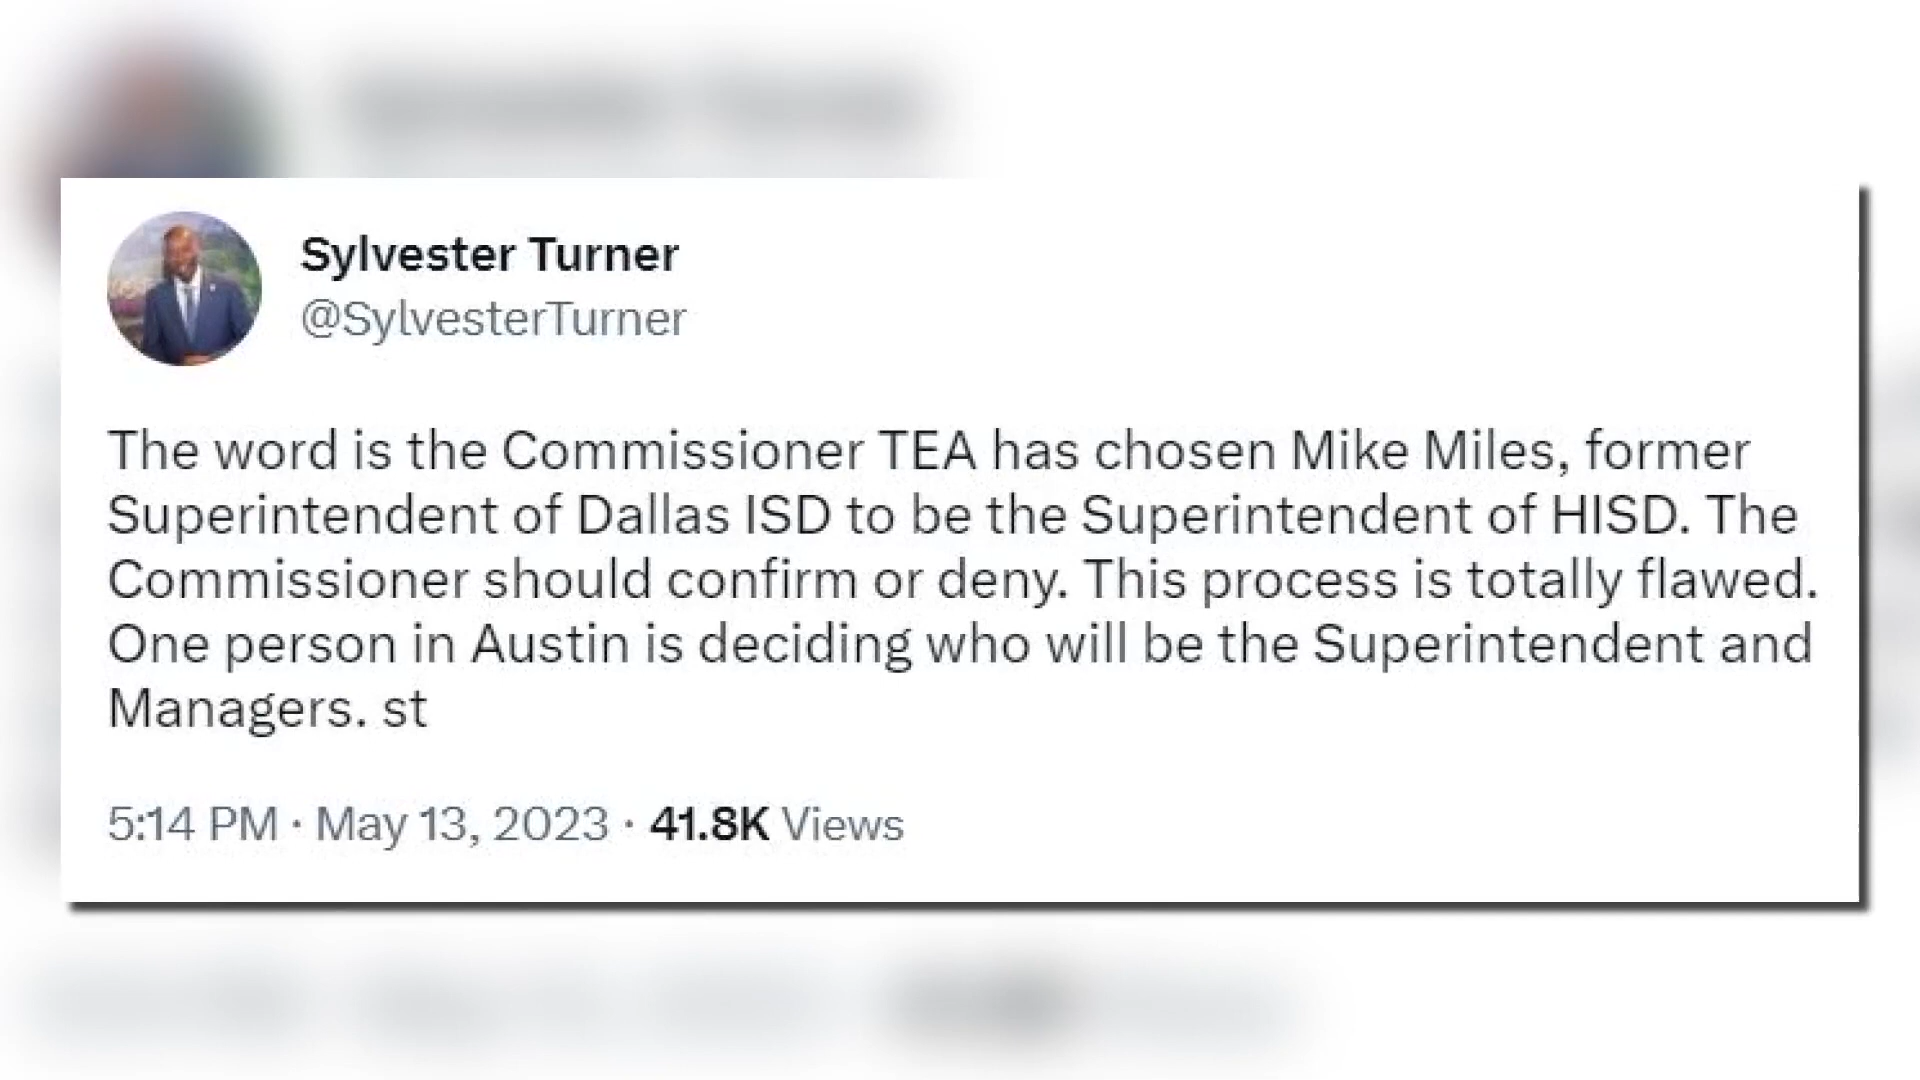 Sylvester Turner
@SylvesterTurner
The word is the Commissioner TEA has chosen Mike Miles, former
Superintendent of Dallas ISD to be the Superintendent of HISD. The
Commissioner should confirm or deny. This process is totally flawed.
One person in Austin is deciding who will be the Superintendent and
Managers. st
5:14 PM · May 13, 2023 · 41.8K Views